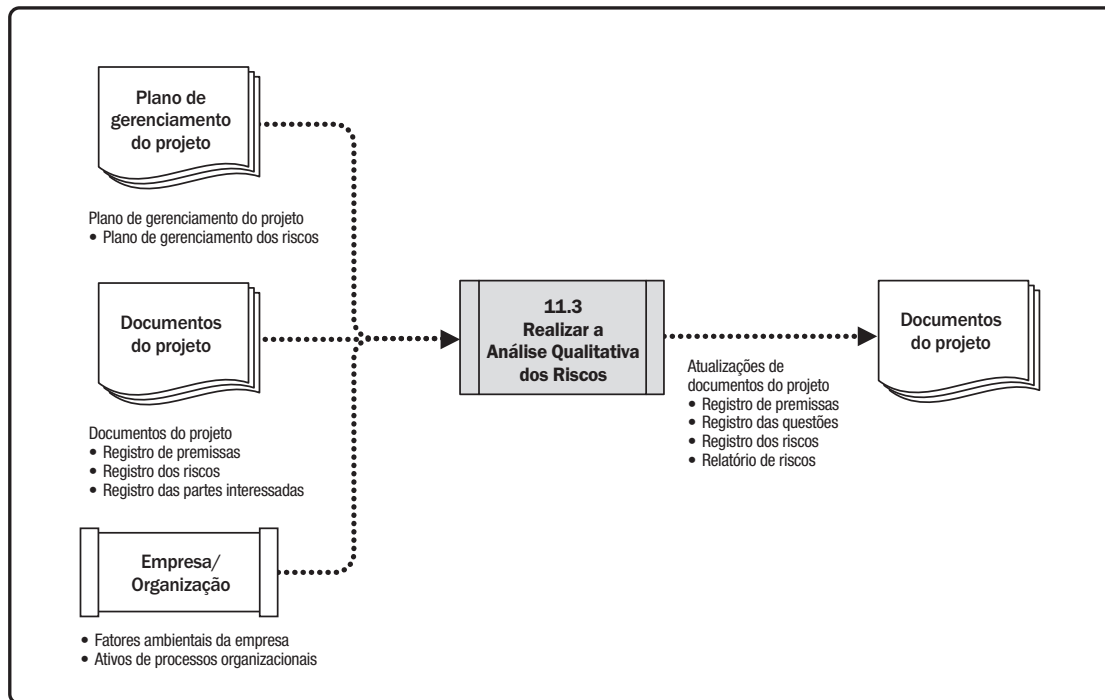 Plano de
gerenciamento
do projeto
Plano de gerenciamento do projeto
• Plano de gerenciamento dos riscos
Documentos
do projeto
Documentos do projeto
• Registro de premissas
• Registro dos riscos
• Registro das partes interessadas
Empresa/
Organização
• Fatores ambientais da empresa
• Ativos de processos organizacionais
11.3
Realizar a
Análise Qualitativa
dos Riscos
Atualizações de
documentos do projeto
• Registro de premissas
• Registro das questões
• Registro dos riscos
• Relatório de riscos
Documentos
do projeto